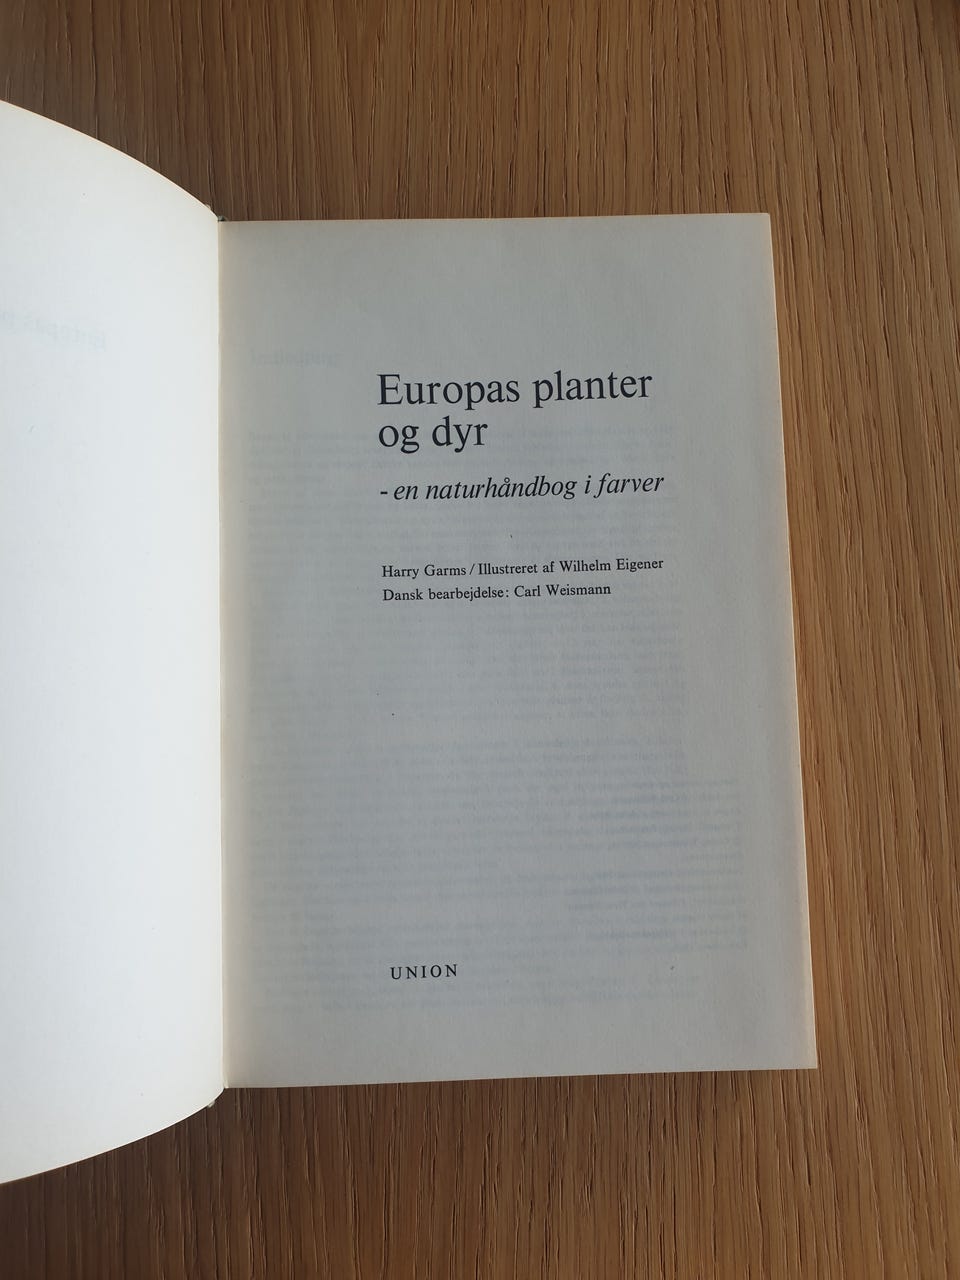 Europas planter
og dyr
- en naturhåndbog i farver
Harry Garms / Illustreret af Wilhelm Eigener
Dansk bearbejdelse: Carl Weismann
UNION